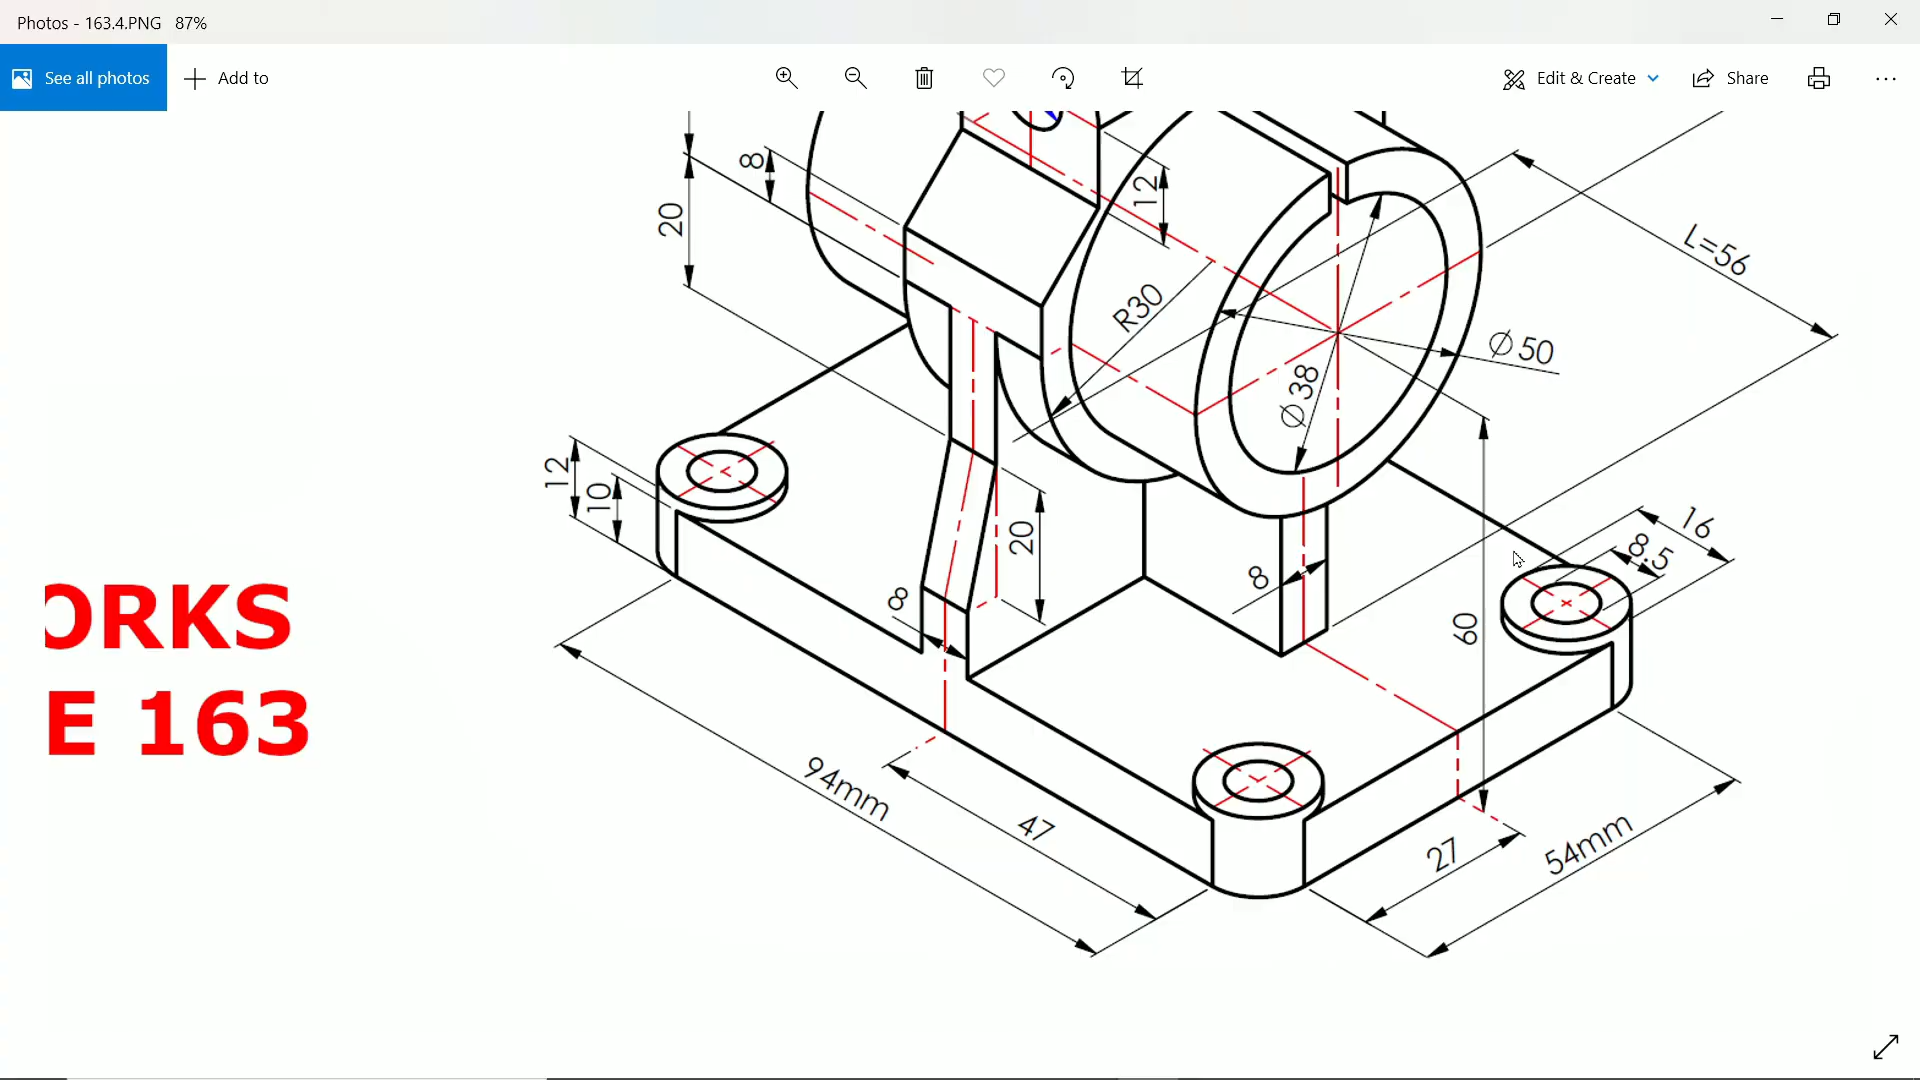 Photos - 163.4.PNG 87%
See all photos
Add to
Edit & Create
Share
8
20
12
L=56
R30
Ø 50
Ø 38
12
10
20
16
8.5
8
8
60
ORKS
E 163
94mm
47
27
54mm